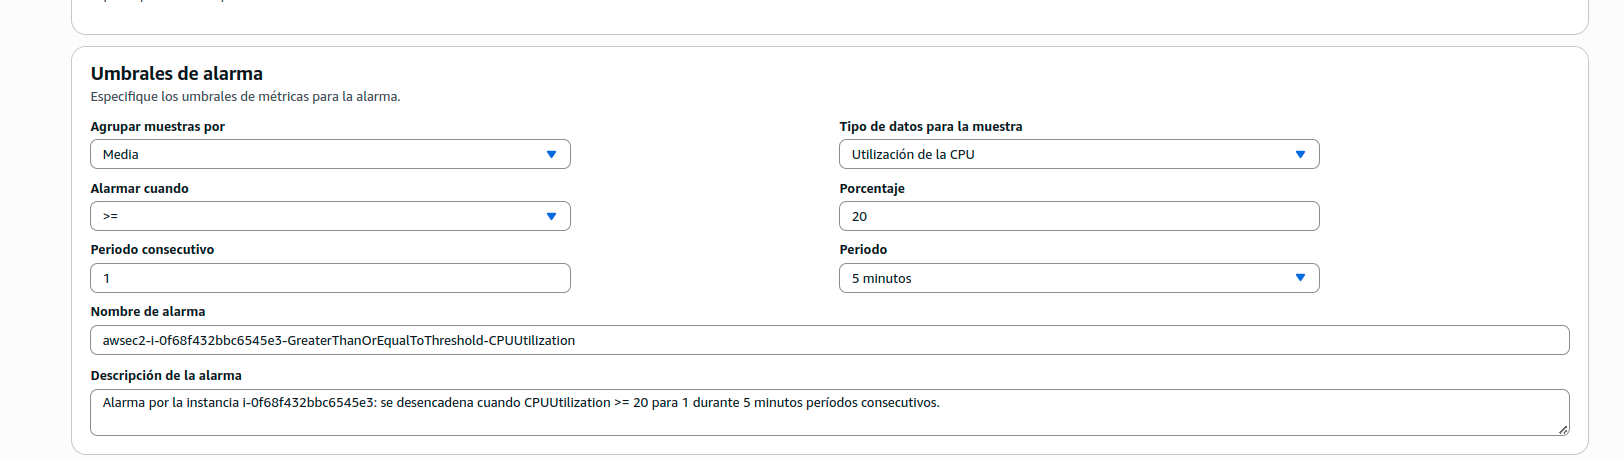 Umbrales de alarma
Especifique los umbrales de métricas para la alarma.
Agrupar muestras por
Tipo de datos para la muestra
Media
Utilización de la CPU
Alarmar cuando
Porcentaje
>=
20
Periodo consecutivo
Periodo
1
5 minutos
Nombre de alarma
awsec2-i-0f68f432bbc6545e3-GreaterThanOrEqualToThreshold-CPUUtilization
Descripción de la alarma
Alarma por la instancia i-0f68f432bbc6545e3: se desencadena cuando CPUUtilization >= 20 para 1 durante 5 minutos períodos consecutivos.